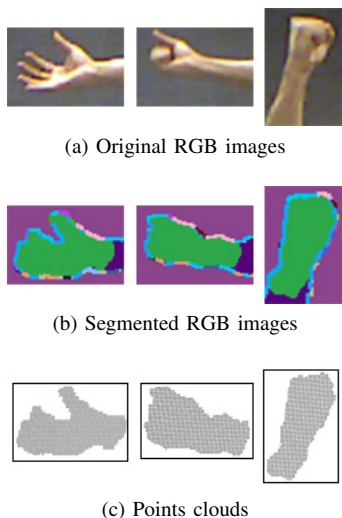 (a) Original RGB images
(b) Segmented RGB images
(c) Points clouds